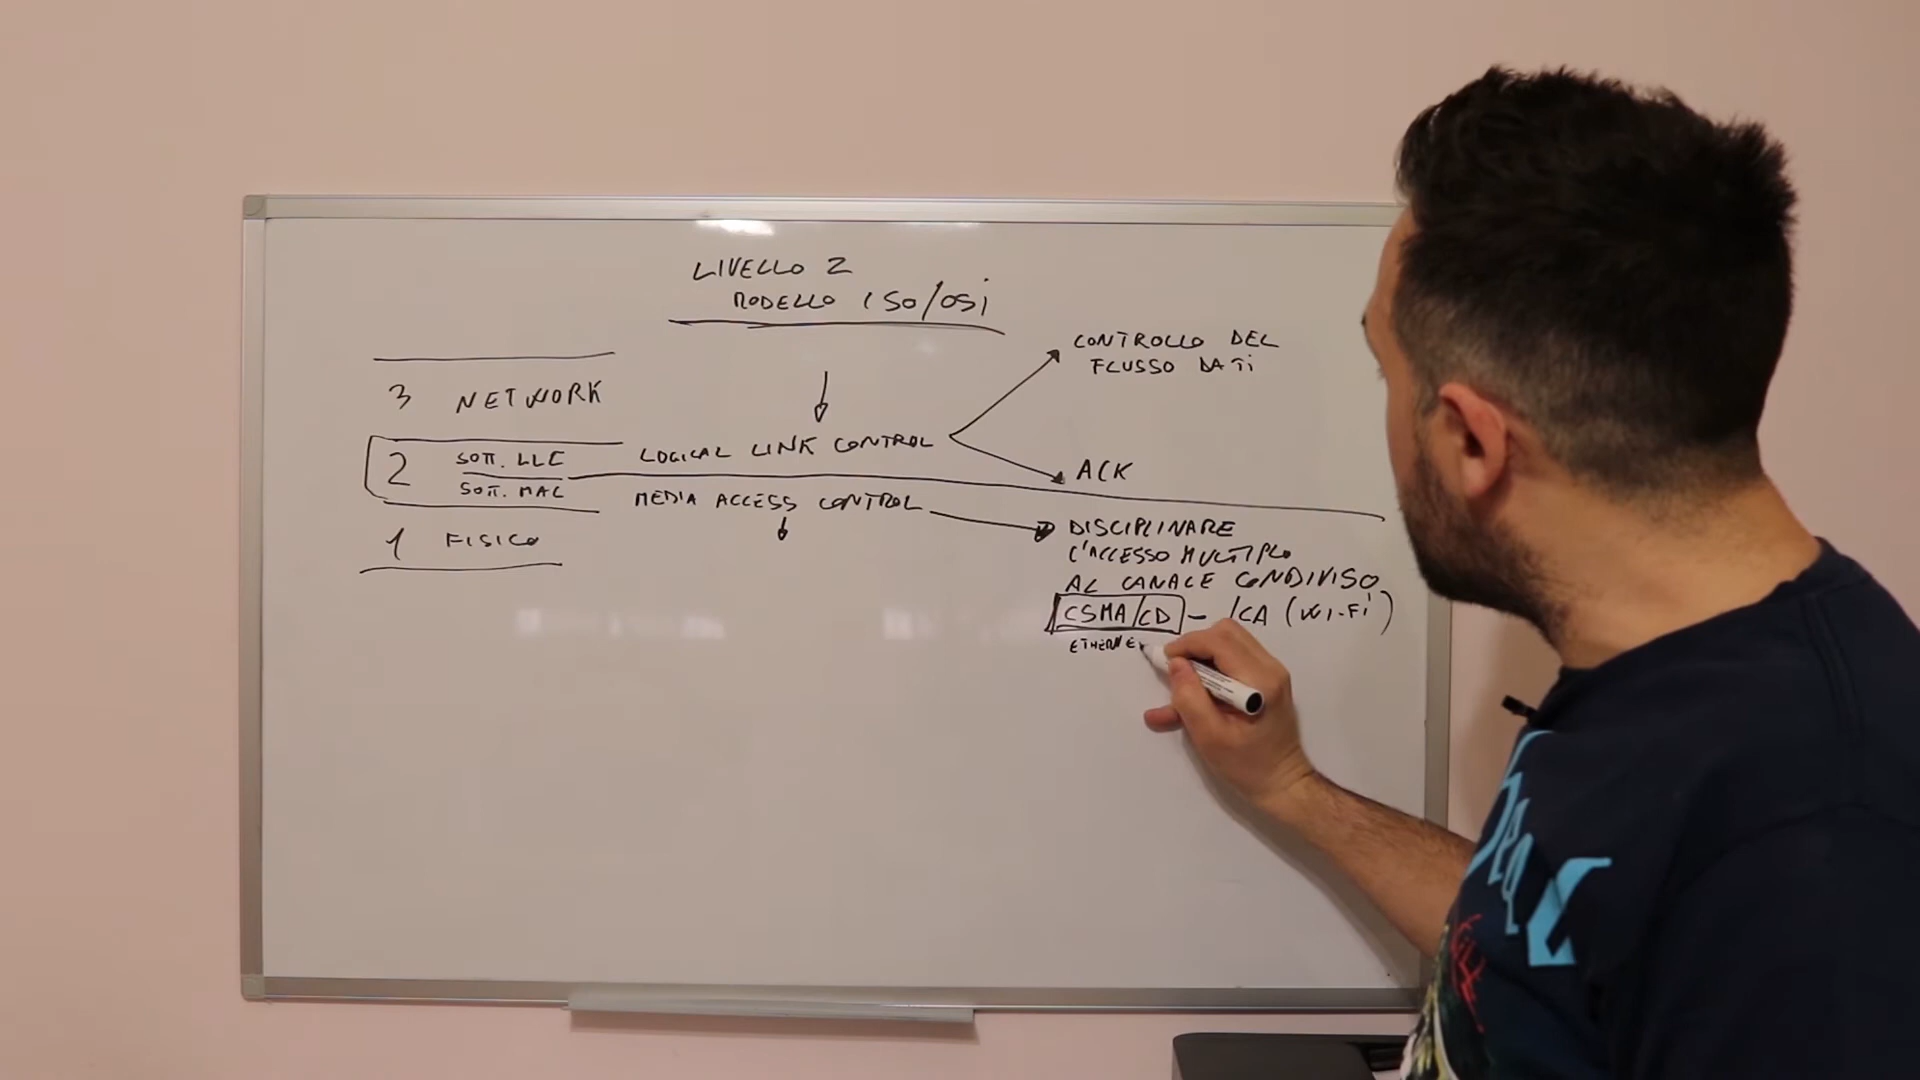 LIVELLO 2
MODELLO ISO/OSI
3 NETWORK
2 SOTT. LLC
SOTT. MAC
1 FISICO
LOGICAL LINK CONTROL
MEDIA ACCESS CONTROL
CONTROLLO DEL
FLUSSO DATI
ACK
DISCIPLINARE
L'ACCESSO MULTIPLO
AL CANALE CONDIVISO
CSMA/CD - /CA (WI-FI)
ETHERNE